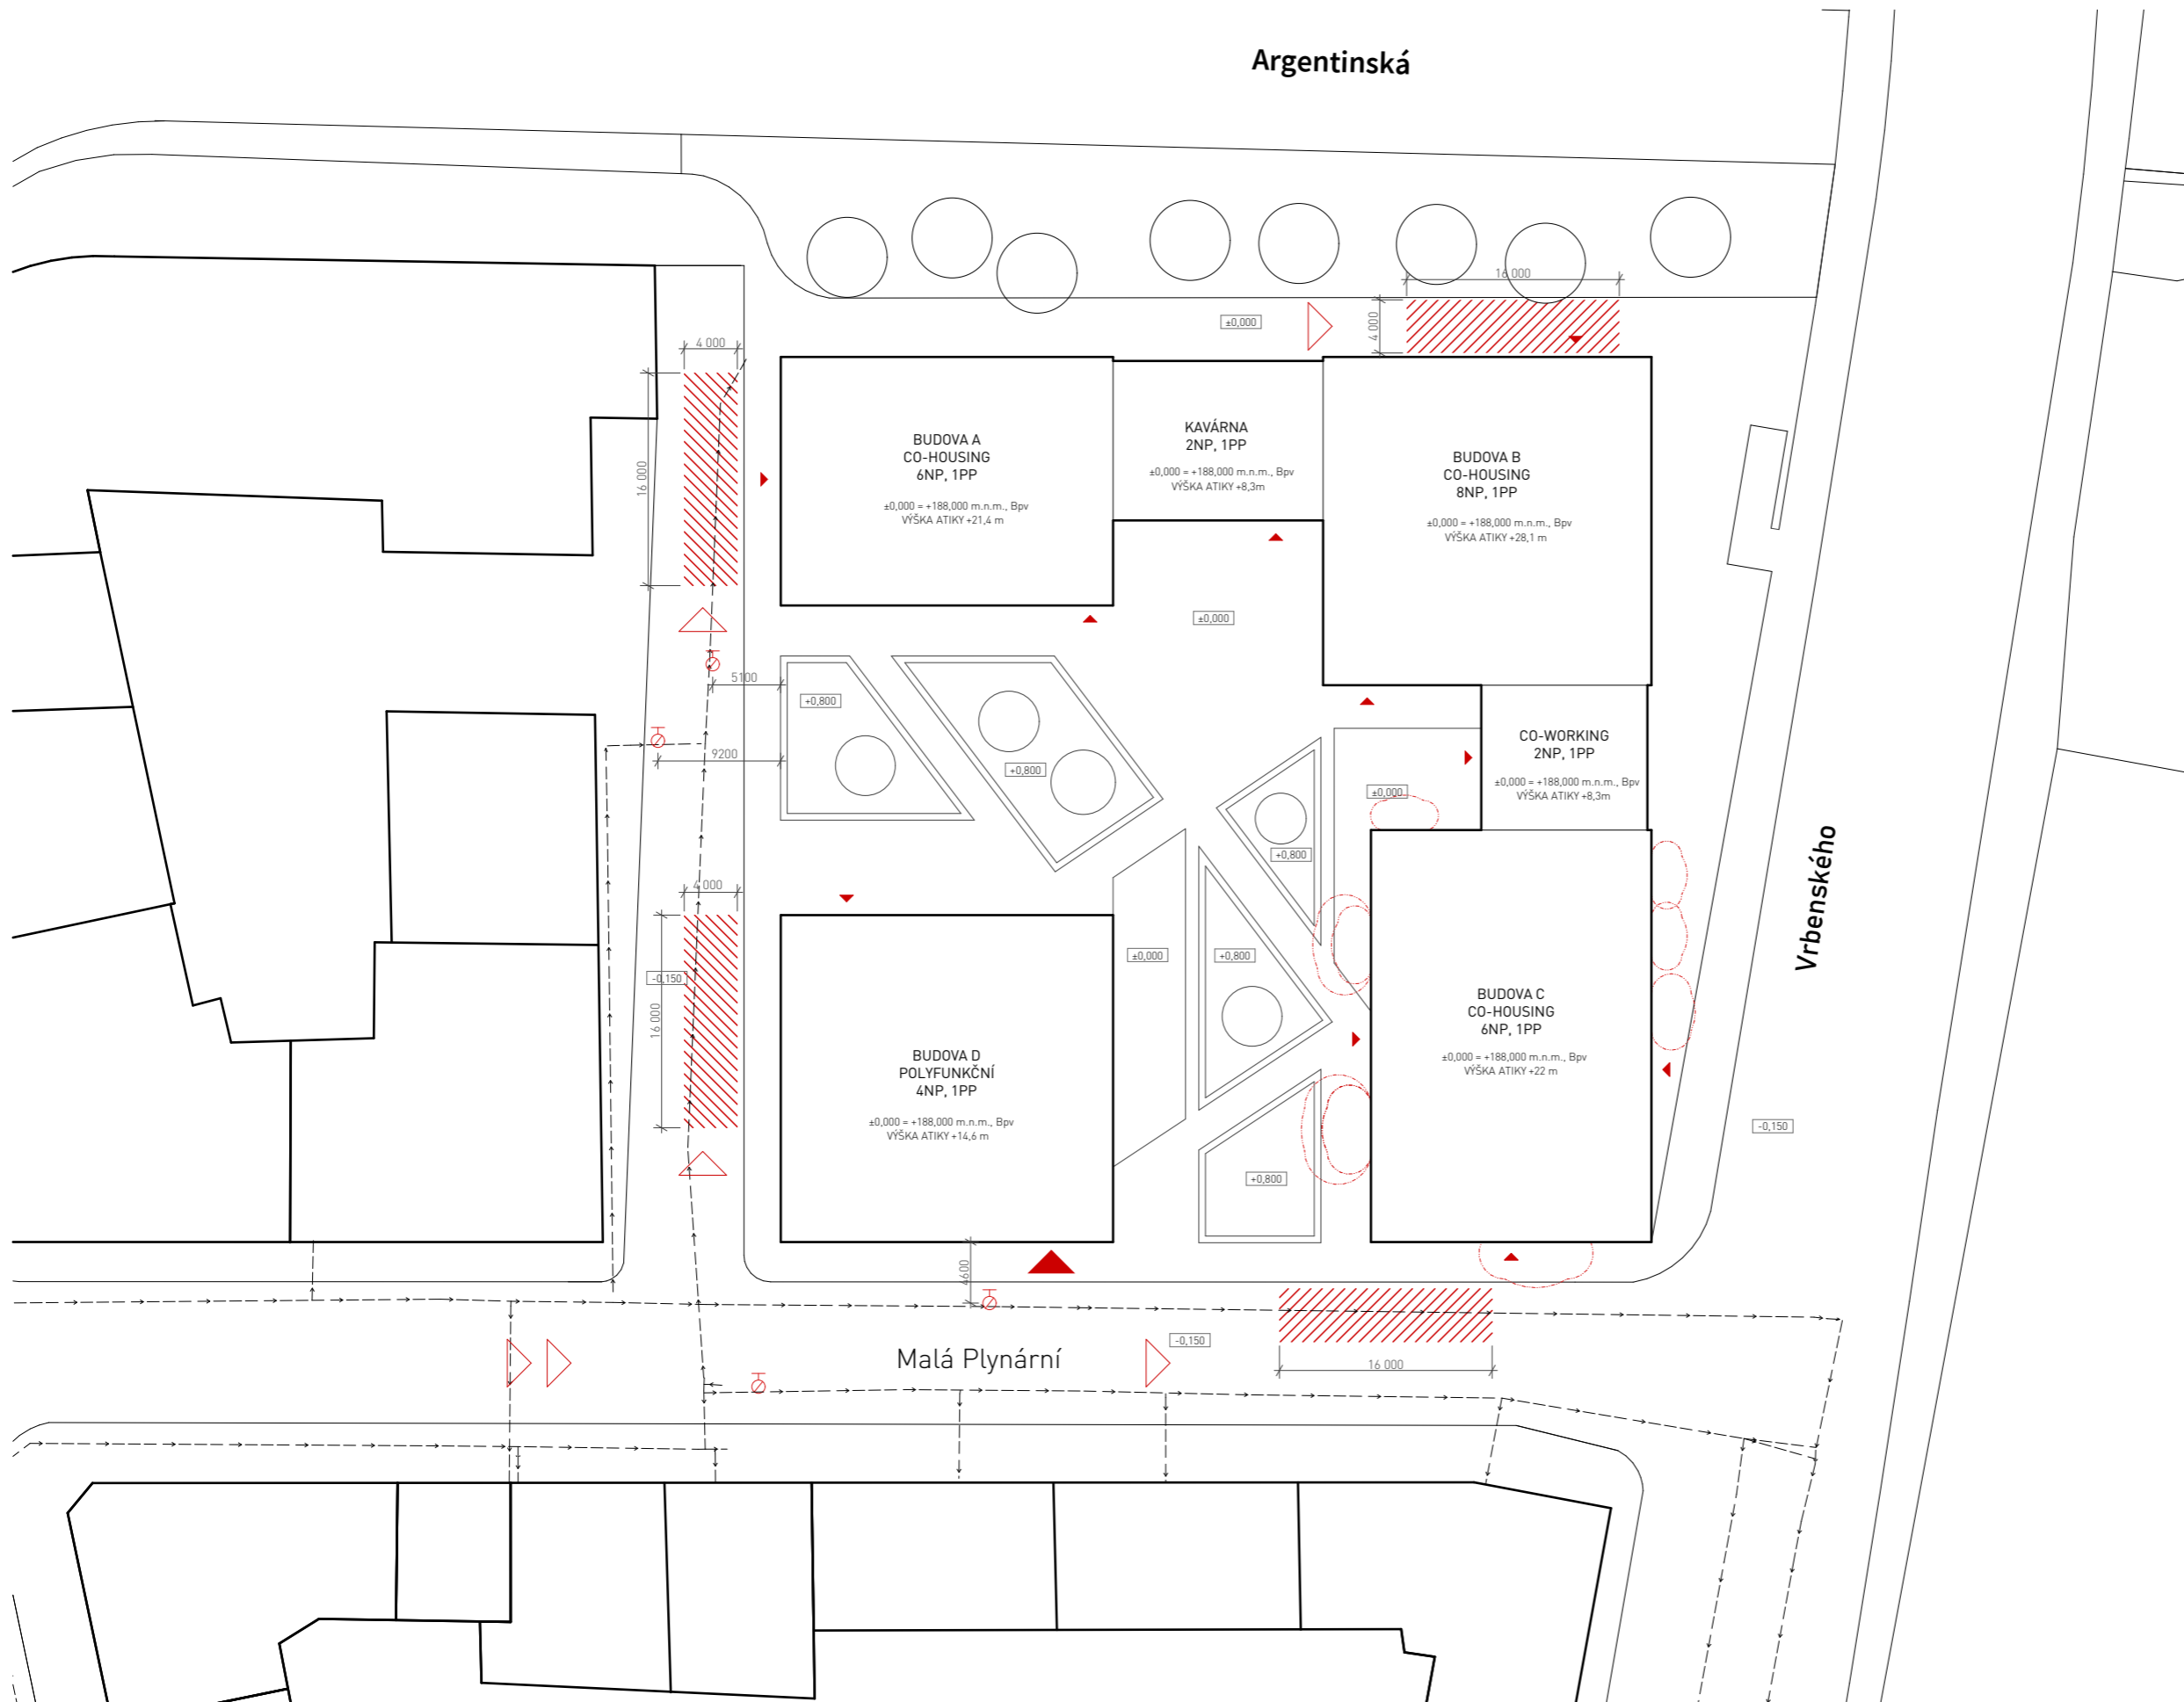 Argentinská
16 000
±0,000
4 000
4 000
16 000
BUDOVA A
CO-HOUSING
6NP, 1PP
±0,000 = +188,000 m.n.m., Bpv
VÝŠKA ATIKY +21,4 m
KAVÁRNA
2NP, 1PP
±0,000 = +188,000 m.n.m., Bpv
VÝŠKA ATIKY +8,3m
BUDOVA B
CO-HOUSING
8NP, 1PP
±0,000 = +188,000 m.n.m., Bpv
VÝŠKA ATIKY +28,1 m
±0,000
5100
+0,800
9200
+0,800
CO-WORKING
2NP, 1PP
±0,000 = +188,000 m.n.m., Bpv
VÝŠKA ATIKY +8,3m
±0,000
+0,800
4 000
Vrbenského
-0,150
16 000
±0,000
+0,800
BUDOVA C
CO-HOUSING
6NP, 1PP
±0,000 = +188,000 m.n.m., Bpv
VÝŠKA ATIKY +22 m
BUDOVA D
POLYFUNKČNÍ
4NP, 1PP
±0,000 = +188,000 m.n.m., Bpv
VÝŠKA ATIKY +14,6 m
-0,150
+0,800
4600
-0,150
Malá Plynární
16 000